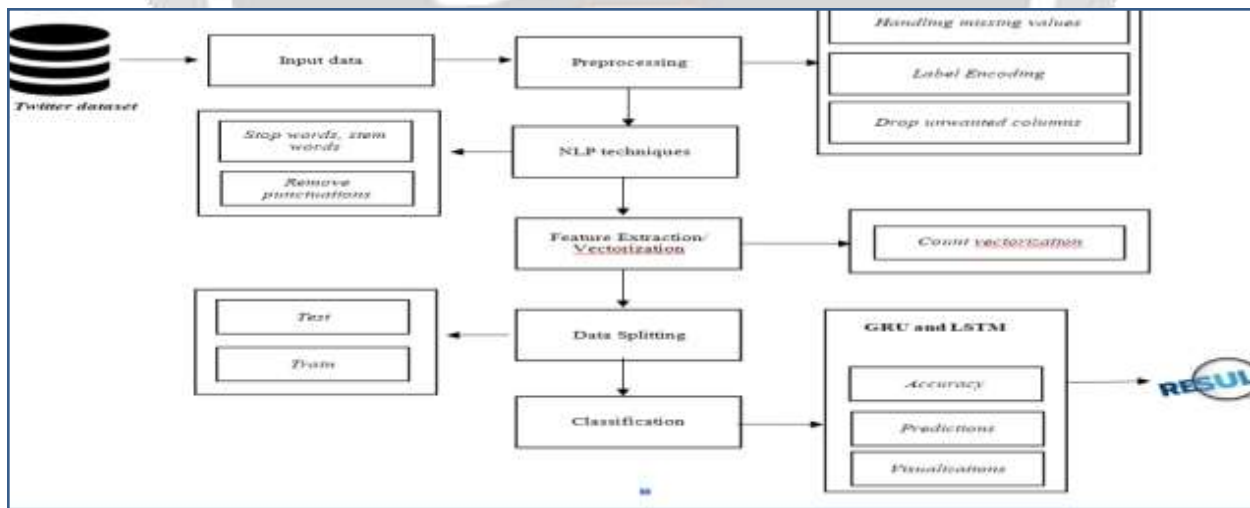 Handling missing values
Input data
Preprocessing
Label Encoding
Twitter dataset
Drop unwanted columns
Stop words, stem
words
NLP techniques
Remove
punctuations
Feature Extraction/
Vectorization
Count vectorization
Test
Data Splitting
GRU and LSTM
Train
Accuracy
RESUL
Classification
Predictions
Visualisations